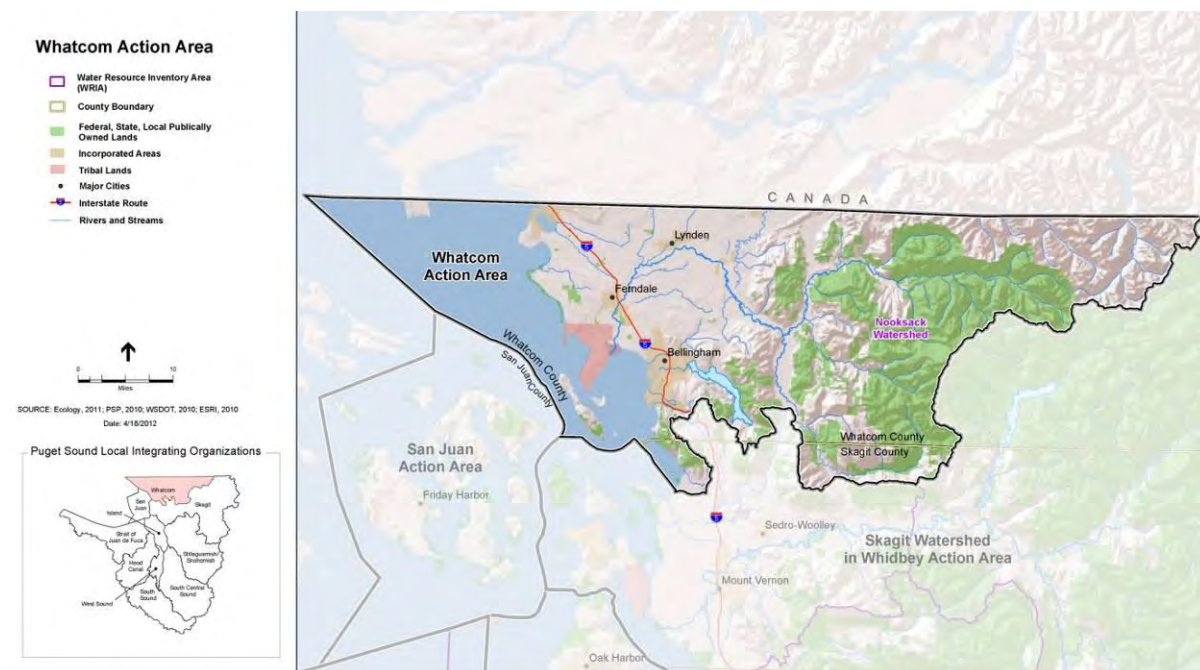 Whatcom Action Area
Water Resource Inventory Area
(WRIA)
County Boundary
Federal, State, Local Publically
Owned Lands
Incorporated Areas
Tribal Lands
Major Cities
Interstate Route
Rivers and Streams
0
10
Miles
SOURCE: Ecology, 2011; PSP, 2010; WSDOT, 2010; ESRI, 2010
Date: 4/18/2012
Puget Sound Local Integrating Organizations
Whatcom
San
Juan
Skagit
Island
Strait of
Juan de Fuca
Stillaguamish
Snohomish
Hood
Canal
South Central
Sound
South
Sound
West Sound
CANADA
Whatcom
Action Area
Lynden
5
Ferndale
Nooksack
Watershed
5
Bellingham
Whatcom County
San Juan County
Whatcom County
Skagit County
San Juan
Action Area
Friday Harbor
5
Sedro-Woolley
Skagit Watershed
in Whidbey Action Area
Mount Vernon
Oak Harbor